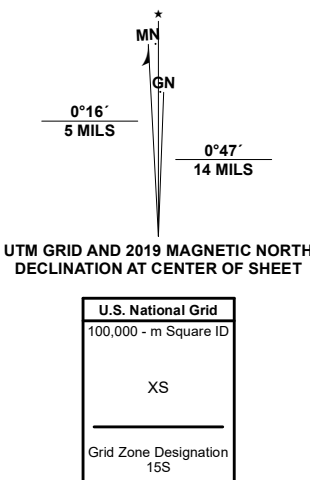 MN
GN
0°16´
5 MILS
0°47´
14 MILS
UTM GRID AND 2019 MAGNETIC NORTH
DECLINATION AT CENTER OF SHEET
U.S. National Grid
100,000 - m Square ID
XS
Grid Zone Designation
15S